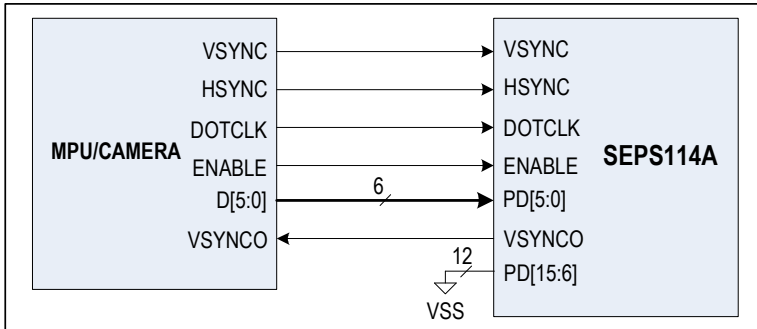 VSYNC
VSYNC
HSYNC
HSYNC
DOTCLK
DOTCLK
MPU/CAMERA
SEPS114A
ENABLE
ENABLE
D[5:0]
6
PD[5:0]
VSYNCO
VSYNCO
12
PD[15:6]
VSS